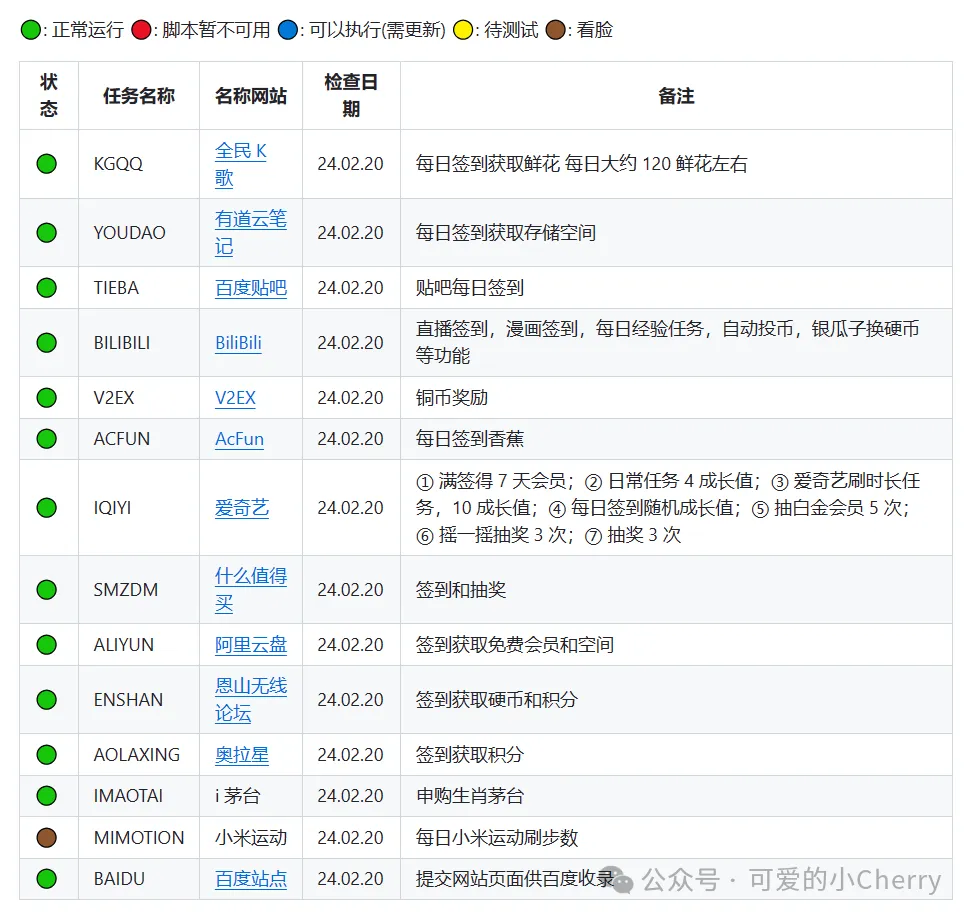 : 正常运行 : 脚本暂不可用 : 可以执行(需更新) : 待测试 : 看脸
状态 任务名称 名称网站 检查日期 备注
KGQQ 全民 K 歌 24.02.20 每日签到获取鲜花 每日大约 120 鲜花左右
YOUDAO 有道云笔记 24.02.20 每日签到获取存储空间
TIEBA 百度贴吧 24.02.20 贴吧每日签到
BILIBILI BiliBili 24.02.20 直播签到，漫画签到，每日经验任务，自动投币，银瓜子换硬币
等功能
V2EX V2EX 24.02.20 铜币奖励
ACFUN AcFun 24.02.20 每日签到香蕉
IQIYI 爱奇艺 24.02.20 ① 满签得 7 天会员；② 日常任务 4 成长值；③ 爱奇艺刷时长任
务，10 成长值；④ 每日签到随机成长值；⑤ 抽白金会员 5 次；
⑥ 摇一摇抽奖 3 次；⑦ 抽奖 3 次
SMZDM 什么值得买 24.02.20 签到和抽奖
ALIYUN 阿里云盘 24.02.20 签到获取免费会员和空间
ENSHAN 恩山无线论坛 24.02.20 签到获取硬币和积分
AOLAXING 奥拉星 24.02.20 签到获取积分
IMAOTAI i 茅台 24.02.20 申购生肖茅台
MIMOTION 小米运动 24.02.20 每日小米运动刷步数
BAIDU 百度站点 24.02.20 提交网站页面供百度收录
公众号 · 可爱的小Cherry